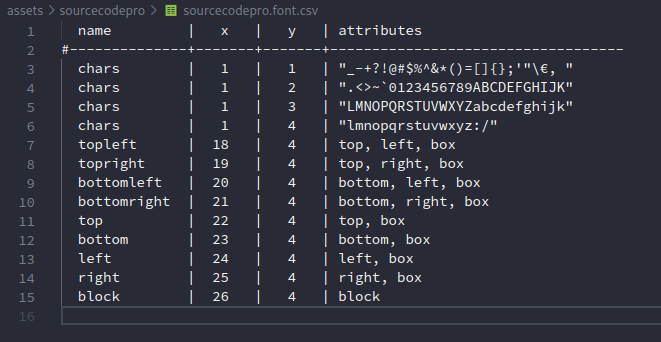 assets > sourcecodepro > sourcecodepro.font.csv
1   name         |   x   |   y   | attributes
2 #--------------+-------+-------+--------------------------------
3   chars        |   1   |   1   | "_-+?!@#$%^&*()=[]{};'"\€, "
4   chars        |   1   |   2   | ".<>~`0123456789ABCDEFGHIJK"
5   chars        |   1   |   3   | "LMNOPQRSTUVWXYZabcdefghijk"
6   chars        |   1   |   4   | "lmnopqrstuvwxyz:/"
7   topleft      |  18   |   4   | top, left, box
8   topright     |  19   |   4   | top, right, box
9   bottomleft   |  20   |   4   | bottom, left, box
10  bottomright  |  21   |   4   | bottom, right, box
11  top          |  22   |   4   | top, box
12  bottom       |  23   |   4   | bottom, box
13  left         |  24   |   4   | left, box
14  right        |  25   |   4   | right, box
15  block        |  26   |   4   | block
16